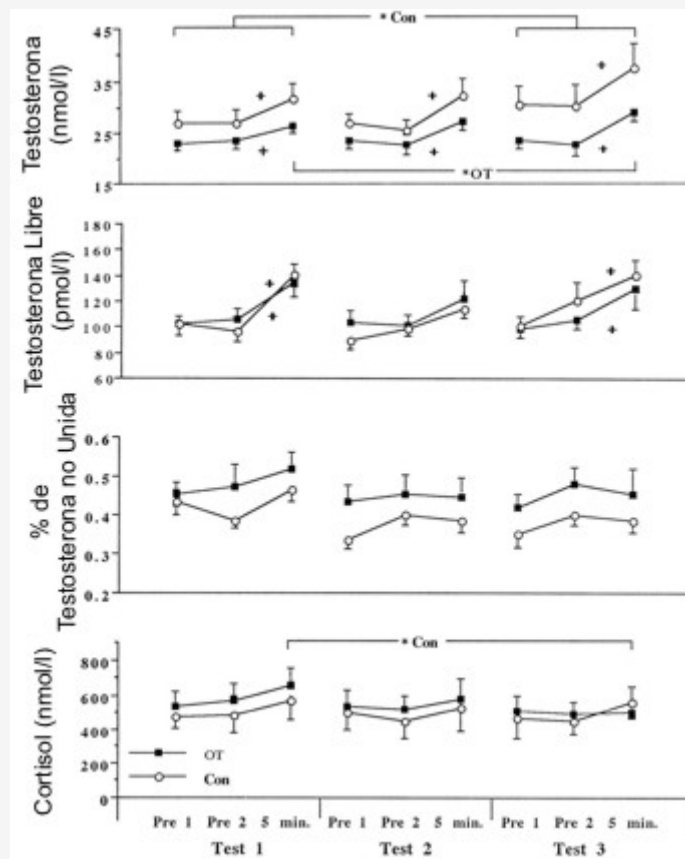 * Con
Testosterona
(nmol/l)
45
35
25
15
*OT
Testosterona Libre
(pmol/l)
180
160
140
120
100
80
60
% de
Testosterona no Unida
0.6
0.5
0.4
0.3
0.2
* Con
Cortisol (nmol/l)
800
600
400
200
0
OT
Con
Pre 1 Pre 2 5 min. Pre 1 Pre 2 5 min. Pre 1 Pre 2 5 min.
Test 1 Test 2 Test 3